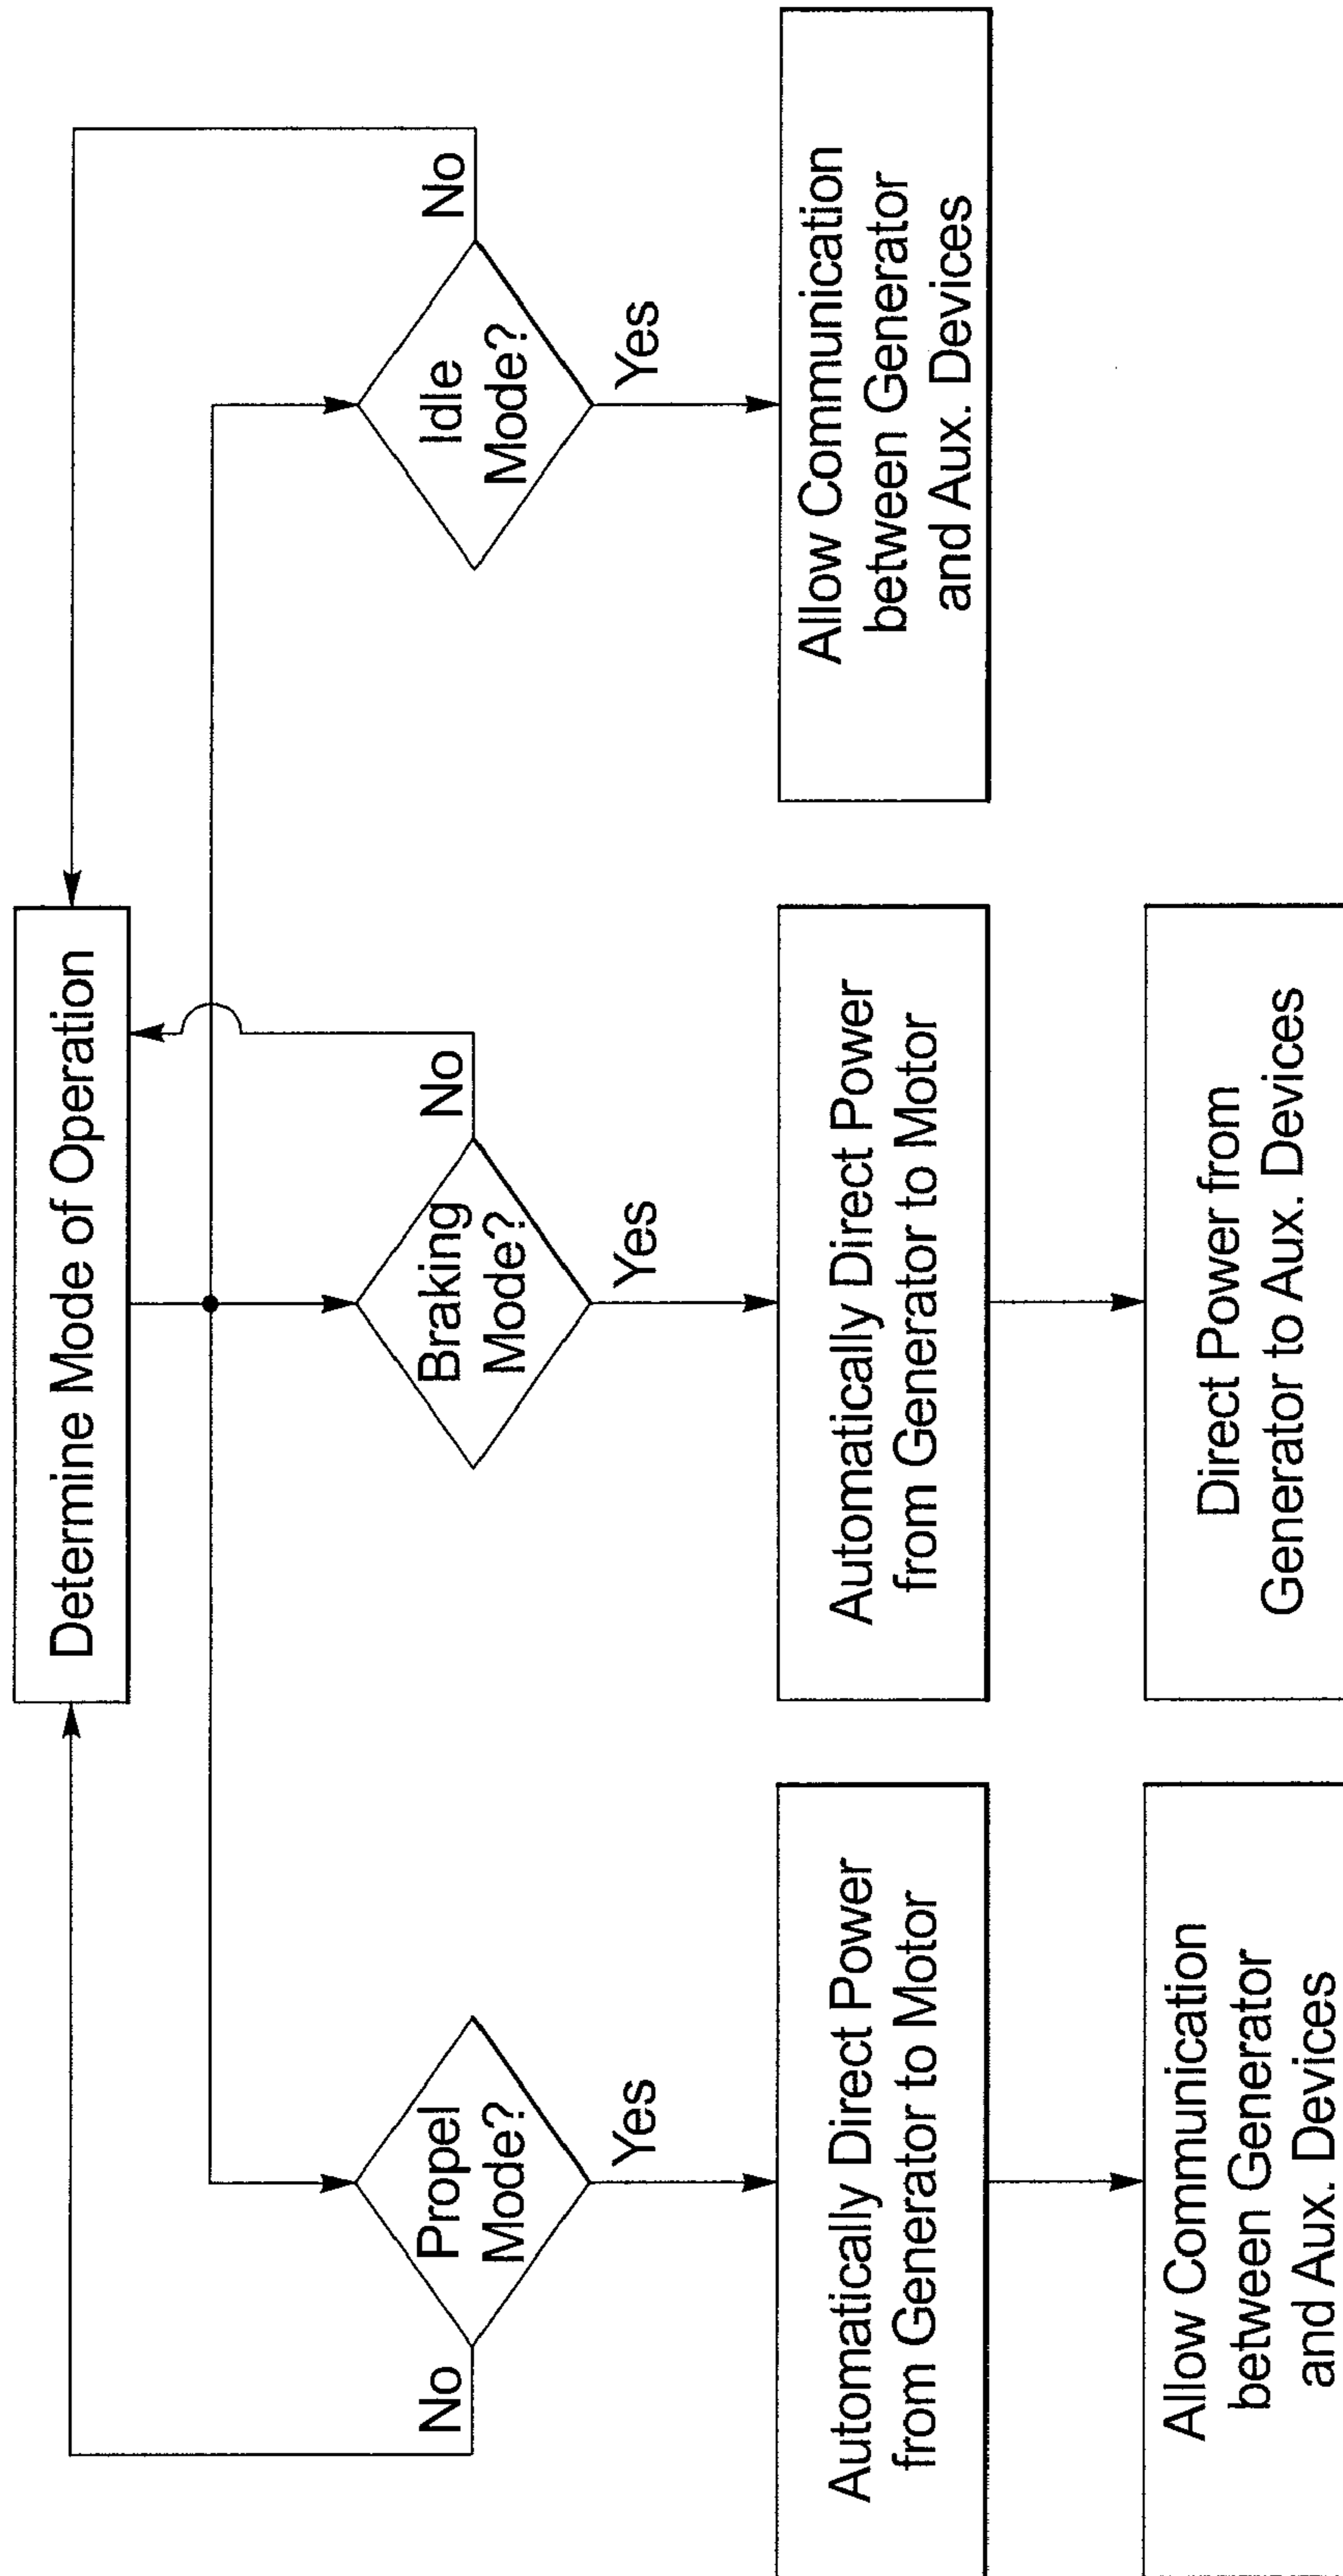 Determine Mode of Operation
Propel
Mode?
No
Yes
Braking
Mode?
No
Yes
Idle
Mode?
No
Yes
Automatically Direct Power
from Generator to Motor
Automatically Direct Power
from Generator to Motor
Allow Communication
between Generator
and Aux. Devices
Allow Communication
between Generator
and Aux. Devices
Direct Power from
Generator to Aux. Devices